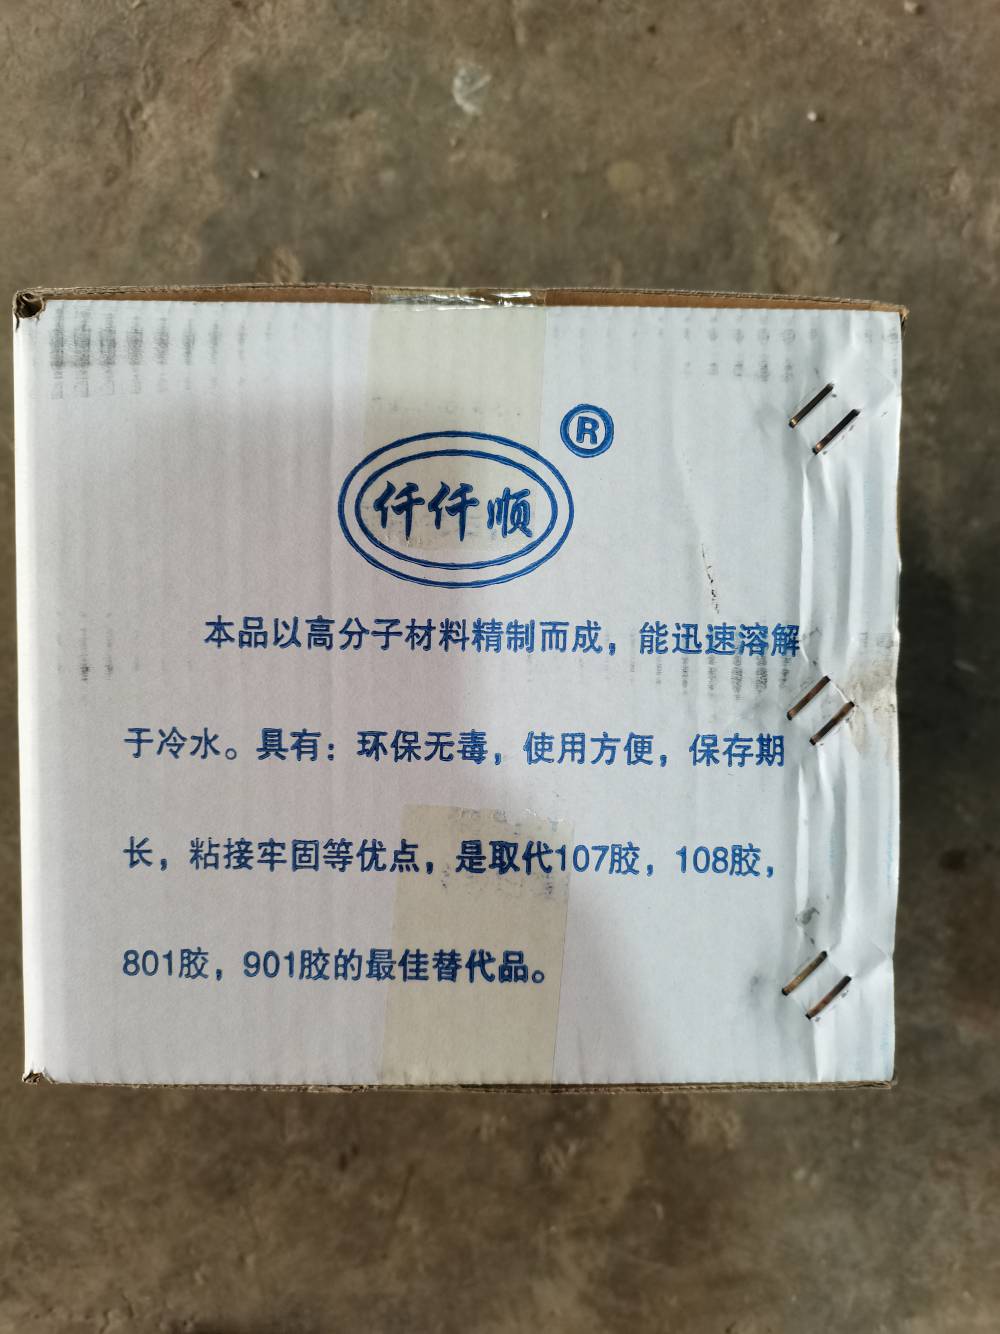 ®
仟仟顺
本品以高分子材料精制而成，能迅速溶解
于冷水。具有：环保无毒，使用方便，保存期
长，粘接牢固等优点，是取代107胶，108胶，
801胶，901胶的最佳替代品。